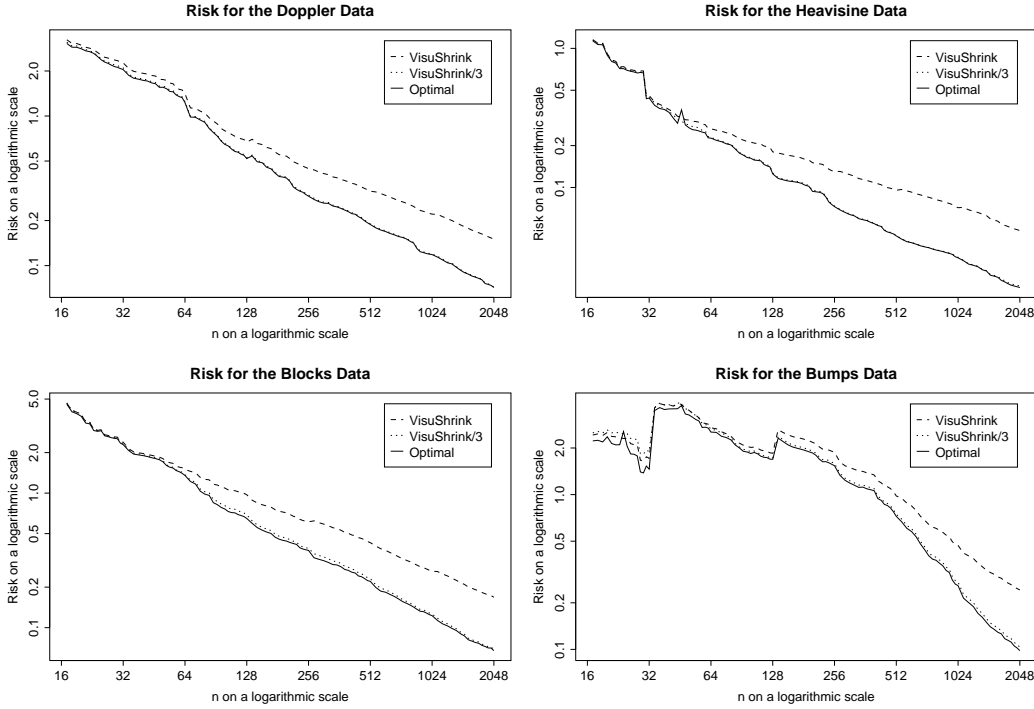 Risk for the Doppler Data
Risk on a logarithmic scale
2.0
1.0
0.5
0.2
0.1
VisuShrink
VisuShrink/3
Optimal
16 32 64 128 256 512 1024 2048
n on a logarithmic scale
Risk for the Heavisine Data
Risk on a logarithmic scale
1.0
0.5
0.2
0.1
VisuShrink
VisuShrink/3
Optimal
16 32 64 128 256 512 1024 2048
n on a logarithmic scale
Risk for the Blocks Data
Risk on a logarithmic scale
5.0
2.0
1.0
0.5
0.2
0.1
VisuShrink
VisuShrink/3
Optimal
16 32 64 128 256 512 1024 2048
n on a logarithmic scale
Risk for the Bumps Data
Risk on a logarithmic scale
2.0
1.0
0.5
0.2
0.1
VisuShrink
VisuShrink/3
Optimal
16 32 64 128 256 512 1024 2048
n on a logarithmic scale